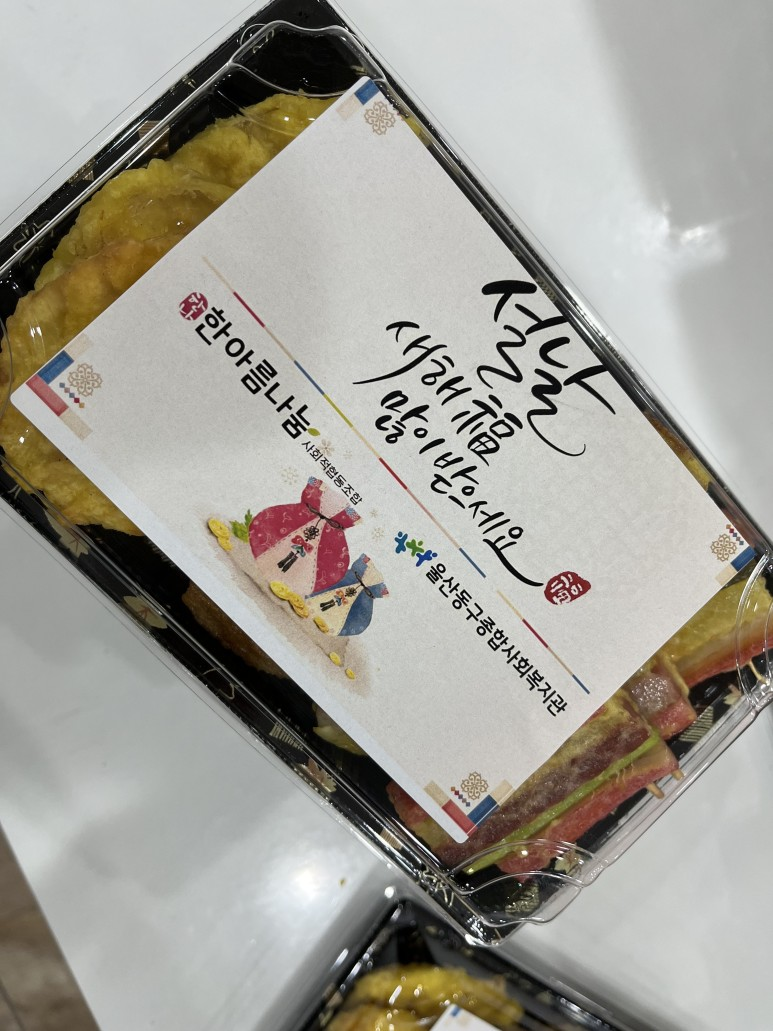 설날
새해福
많이받으세요
한아름나눔
사회적협동조합
울산동구종합사회복지관